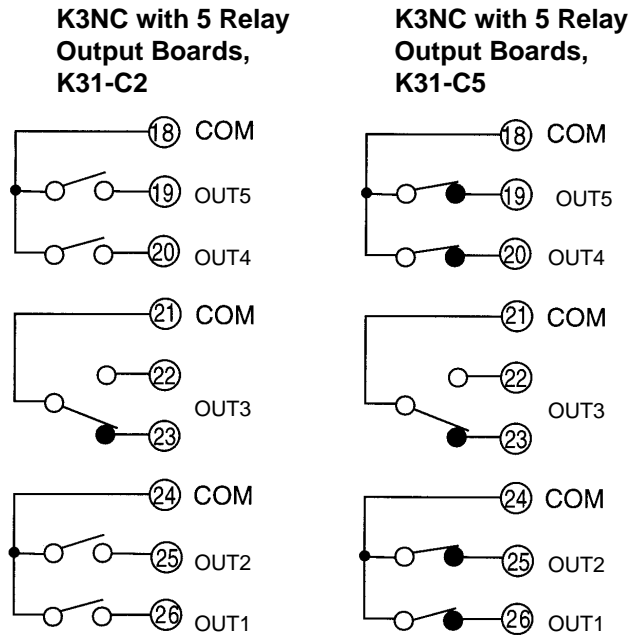 K3NC with 5 Relay
Output Boards,
K31-C2
18 COM
19 OUT5
20 OUT4
21 COM
22
OUT3
23
24 COM
25 OUT2
26 OUT1
K3NC with 5 Relay
Output Boards,
K31-C5
18 COM
19 OUT5
20 OUT4
21 COM
22
OUT3
23
24 COM
25 OUT2
26 OUT1